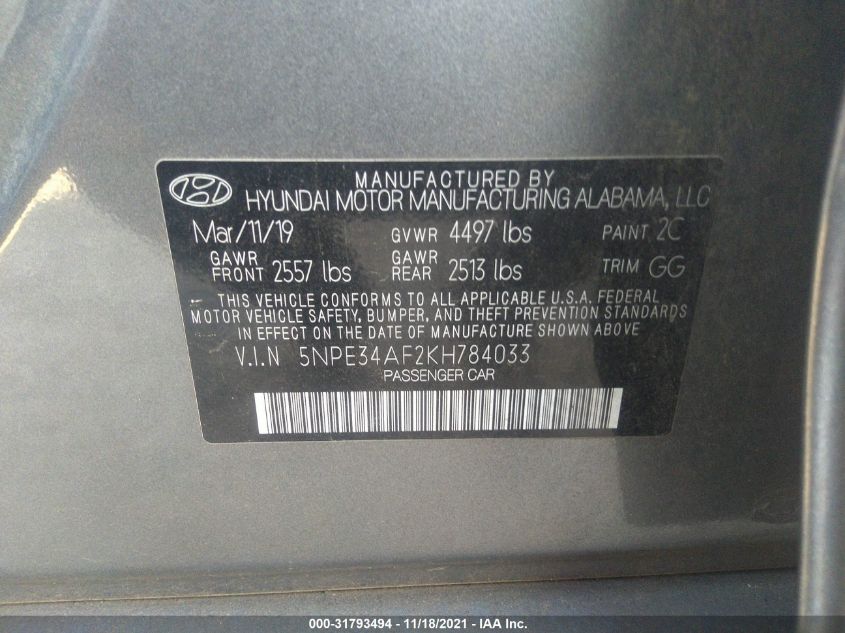 MANUFACTURED BY
HYUNDAI MOTOR MANUFACTURING ALABAMA, LLC
Mar/11/19 GVWR 4497 lbs PAINT 2C
GAWR FRONT 2557 lbs GAWR REAR 2513 lbs TRIM GG
THIS VEHICLE CONFORMS TO ALL APPLICABLE U.S.A. FEDERAL
MOTOR VEHICLE SAFETY, BUMPER, AND THEFT PREVENTION STANDARDS
IN EFFECT ON THE DATE OF MANUFACTURE SHOWN ABOVE.
V.I.N 5NPE34AF2KH784033
PASSENGER CAR
000-31793494 - 11/18/2021 - IAA Inc.